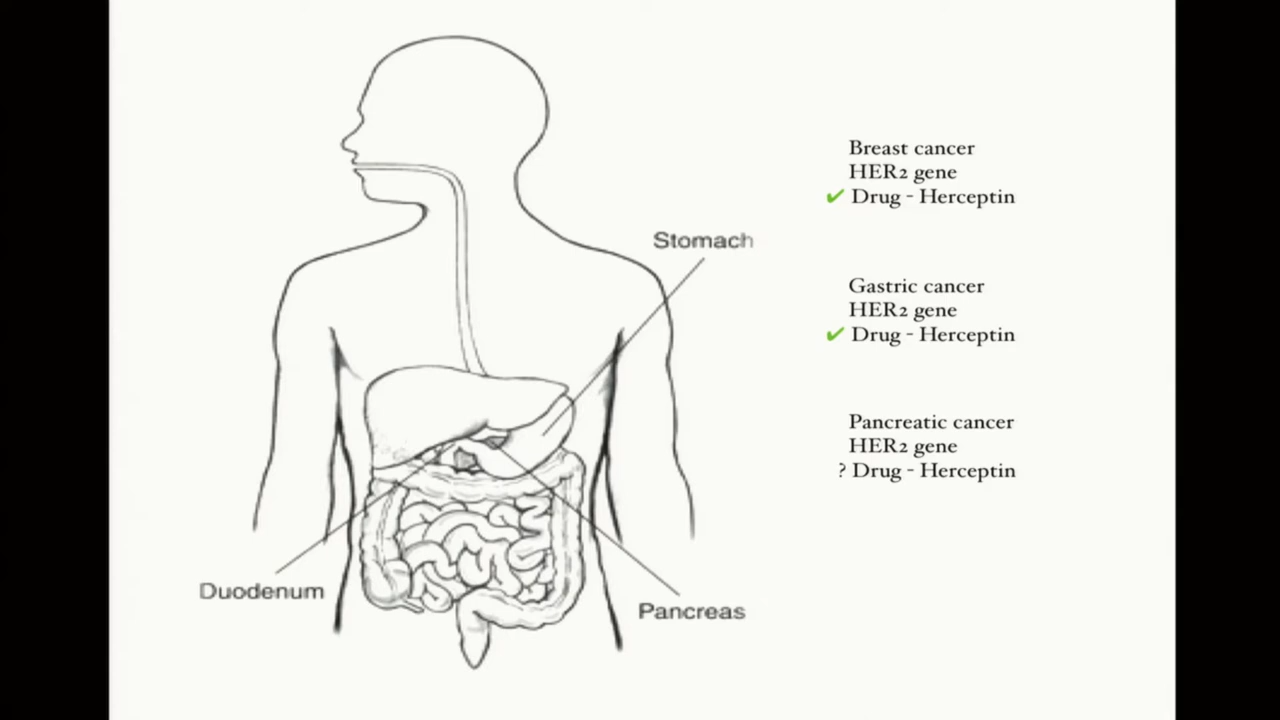 Breast cancer
HER2 gene
✔ Drug - Herceptin
Stomach
Gastric cancer
HER2 gene
✔ Drug - Herceptin
Pancreatic cancer
HER2 gene
? Drug - Herceptin
Duodenum
Pancreas